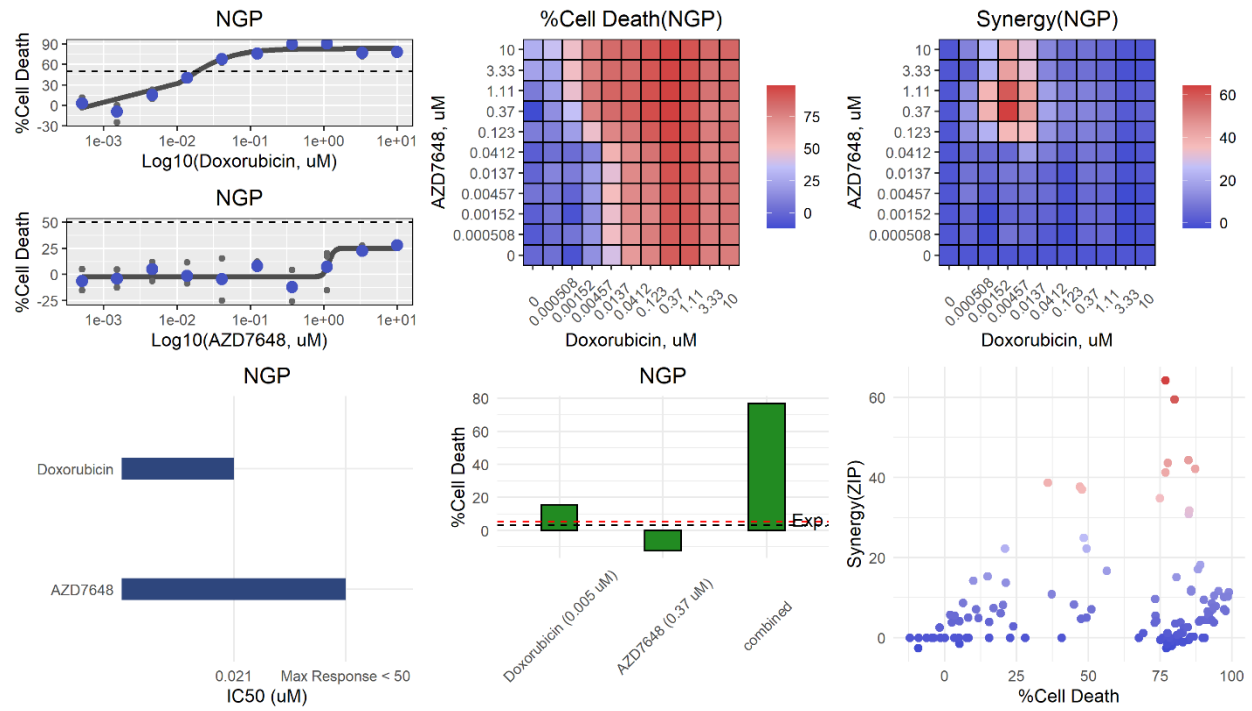 NGP
%Cell Death
90
50
30
0
-30
1e-03
1e-02
1e-01
1e+00
1e+01
Log10(Doxorubicin, uM)
NGP
%Cell Death
50
25
0
-25
1e-03
1e-02
1e-01
1e+00
1e+01
Log10(AZD7648, uM)
%Cell Death(NGP)
AZD7648, uM
10
3.33
1.11
0.37
0.123
0.0412
0.0137
0.00457
0.00152
0.000508
0
0
0.000508
0.00152
0.00457
0.0137
0.0412
0.123
0.37
1.11
3.33
10
Doxorubicin, uM
75
50
25
0
Synergy(NGP)
AZD7648, uM
10
3.33
1.11
0.37
0.123
0.0412
0.0137
0.00457
0.00152
0.000508
0
0
0.000508
0.00152
0.00457
0.0137
0.0412
0.123
0.37
1.11
3.33
10
Doxorubicin, uM
60
40
20
0
NGP
Doxorubicin
AZD7648
0.021
Max Response < 50
IC50 (uM)
NGP
%Cell Death
80
60
40
20
0
Exp.
Doxorubicin (0.005 uM)
AZD7648 (0.37 uM)
combined
Synergy(ZIP)
60
40
20
0
0
25
50
75
100
%Cell Death